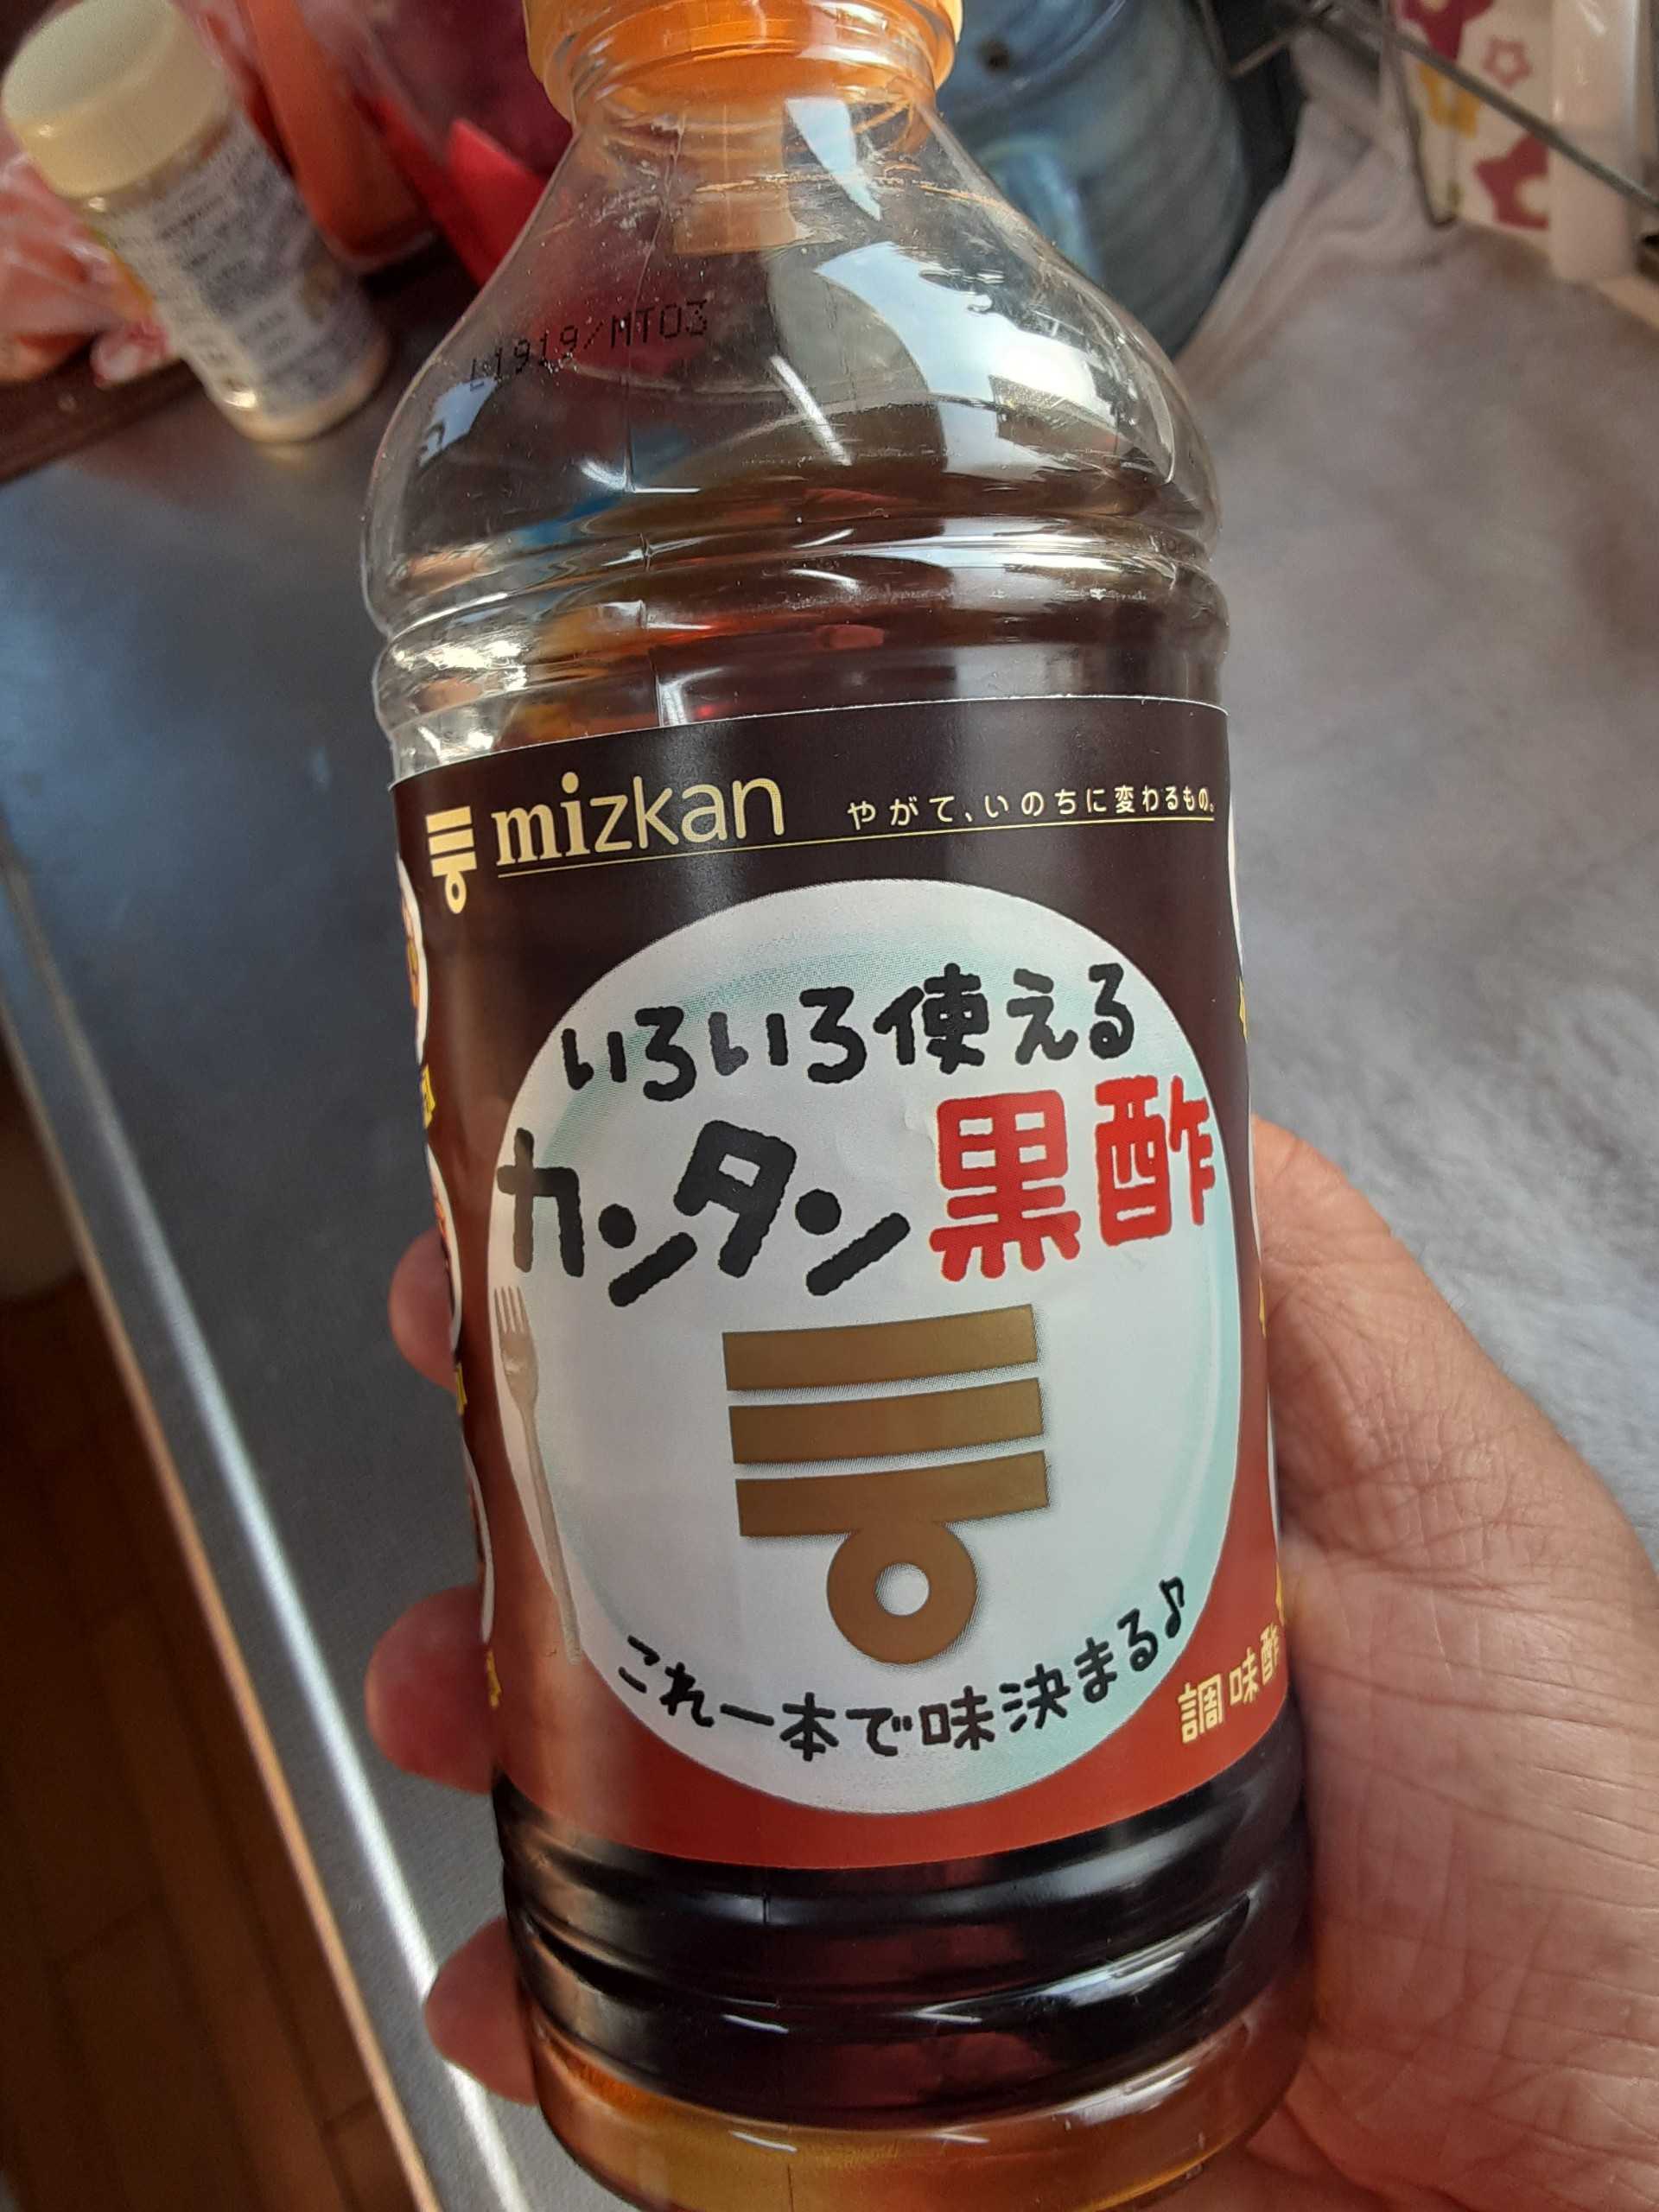 L1919/MT03
mizkan やがて、いのちに変わるもの。
いろいろ使える
カンタン黒酢
これ一本で味決まる♪
調味酢